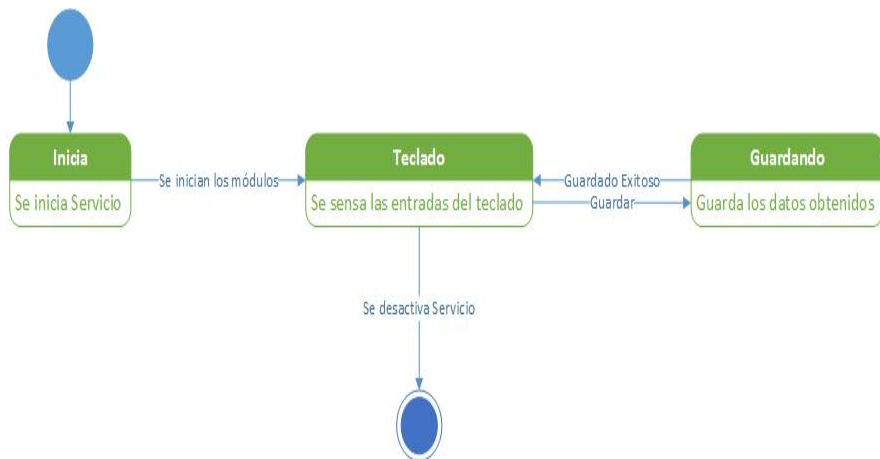 Inicia
Se inicia Servicio
Se inician los módulos
Teclado
Se sensa las entradas del teclado
Guardado Exitoso
Guardar
Guardando
Guarda los datos obtenidos
Se desactiva Servicio